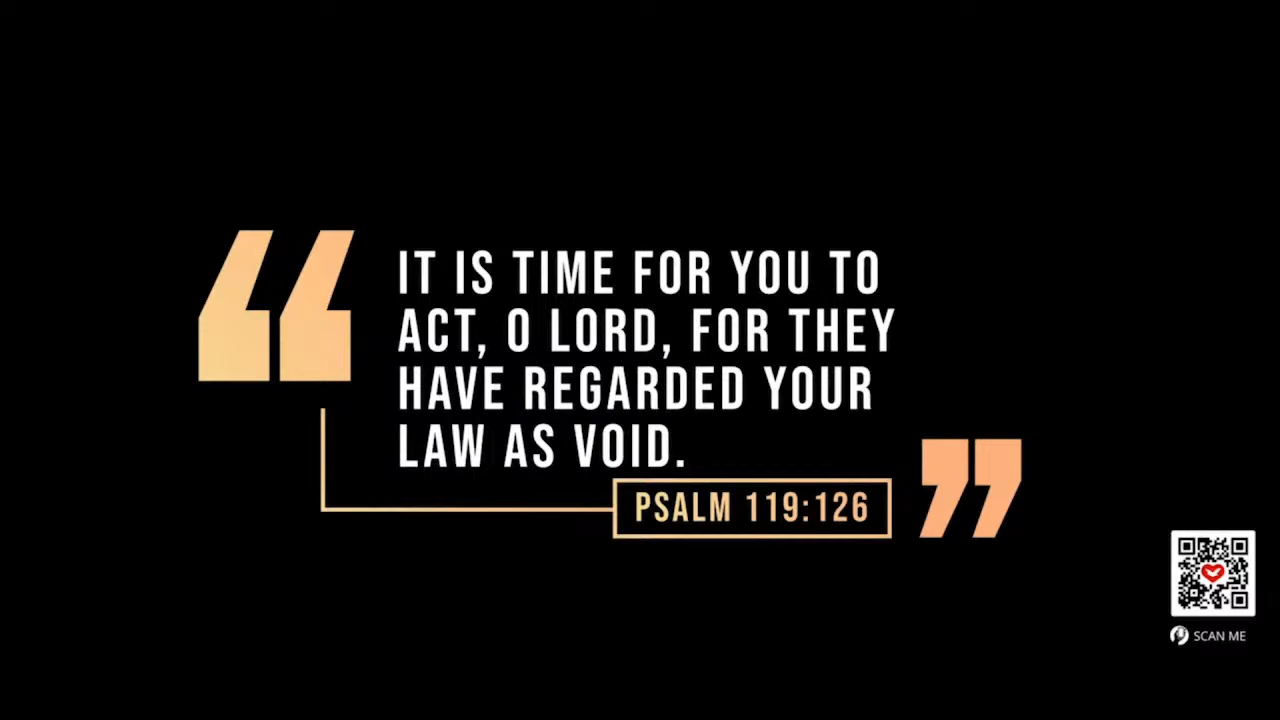 IT IS TIME FOR YOU TO
ACT, O LORD, FOR THEY
HAVE REGARDED YOUR
LAW AS VOID.
PSALM 119:126
SCAN ME